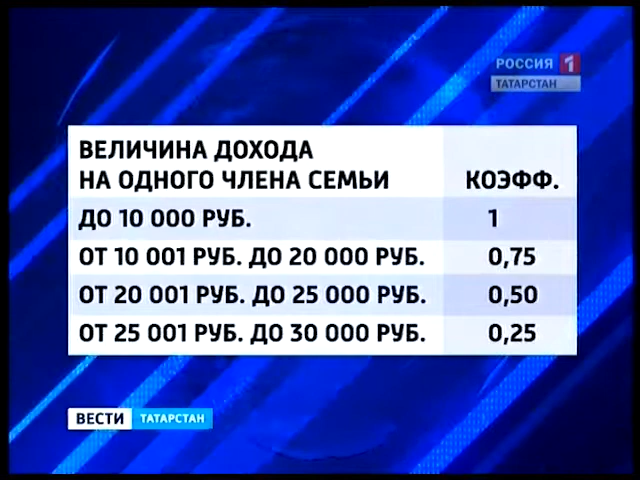 РОССИЯ 1
ТАТАРСТАН
ВЕЛИЧИНА ДОХОДА
НА ОДНОГО ЧЛЕНА СЕМЬИ КОЭФФ.
ДО 10 000 РУБ. 1
ОТ 10 001 РУБ. ДО 20 000 РУБ. 0,75
ОТ 20 001 РУБ. ДО 25 000 РУБ. 0,50
ОТ 25 001 РУБ. ДО 30 000 РУБ. 0,25
ВЕСТИ ТАТАРСТАН